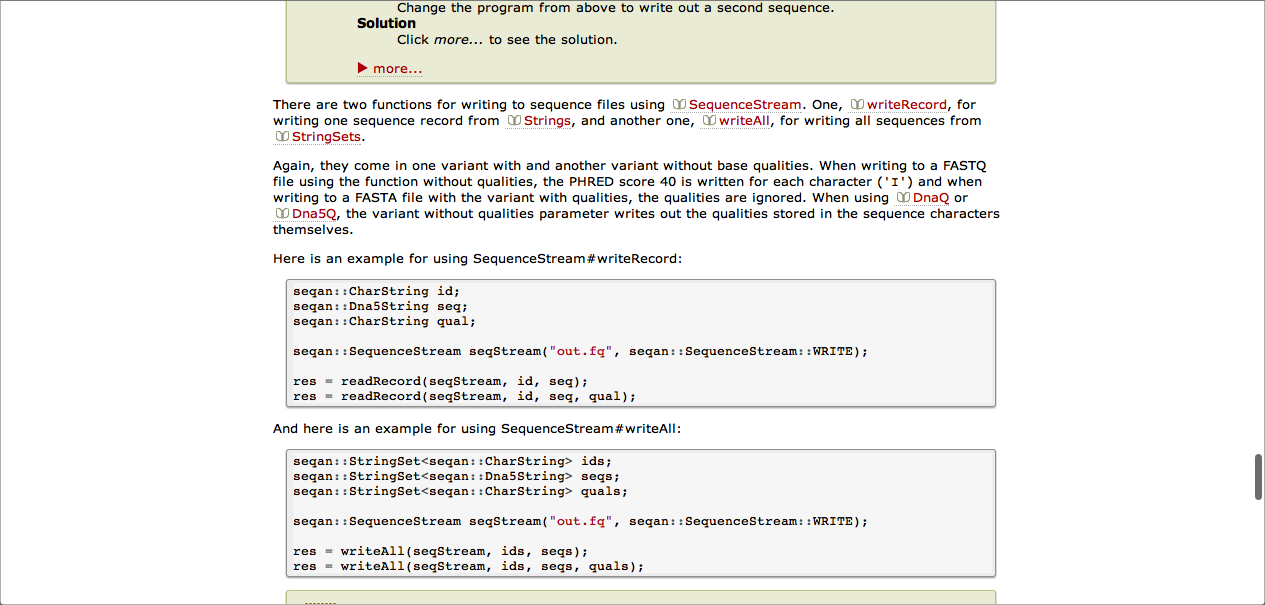 Change the program from above to write out a second sequence.
Solution
Click more... to see the solution.
▶ more...
There are two functions for writing to sequence files using SequenceStream. One, writeRecord, for
writing one sequence record from Strings, and another one, writeAll, for writing all sequences from
StringSets.
Again, they come in one variant with and another variant without base qualities. When writing to a FASTQ
file using the function without qualities, the PHRED score 40 is written for each character ('I') and when
writing to a FASTA file with the variant with qualities, the qualities are ignored. When using DnaQ or
Dna5Q, the variant without qualities parameter writes out the qualities stored in the sequence characters
themselves.
Here is an example for using SequenceStream#writeRecord:
seqan::CharString id;
seqan::Dna5String seq;
seqan::CharString qual;
seqan::SequenceStream seqStream("out.fq", seqan::SequenceStream::WRITE);
res = readRecord(seqStream, id, seq);
res = readRecord(seqStream, id, seq, qual);
And here is an example for using SequenceStream#writeAll:
seqan::StringSet<seqan::CharString> ids;
seqan::StringSet<seqan::Dna5String> seqs;
seqan::StringSet<seqan::CharString> quals;
seqan::SequenceStream seqStream("out.fq", seqan::SequenceStream::WRITE);
res = writeAll(seqStream, ids, seqs);
res = writeAll(seqStream, ids, seqs, quals);